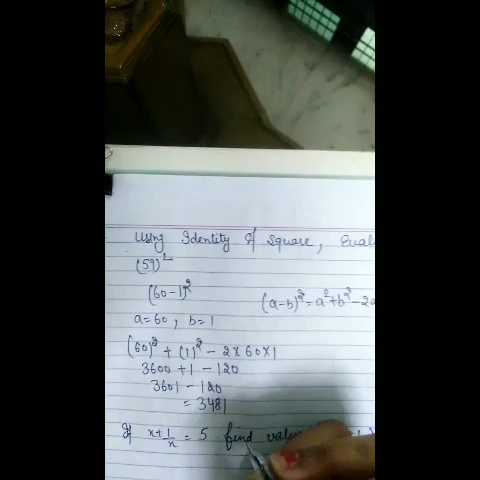 Using Identity of Square, Eval
(59)²
(60-1)²
(a-b)² = a²+b²-2a
a=60, b=1
(60)² + (1)² - 2×60×1
3600 + 1 - 120
3601 - 120
= 3481
If x+1/x = 5 find value